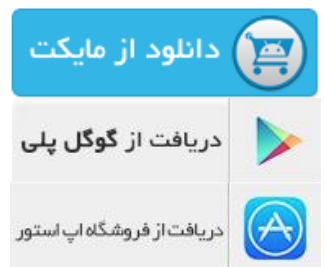 دانلود از مایکت
دریافت از گوگل پلی
دریافت از فروشگاه اپ استور